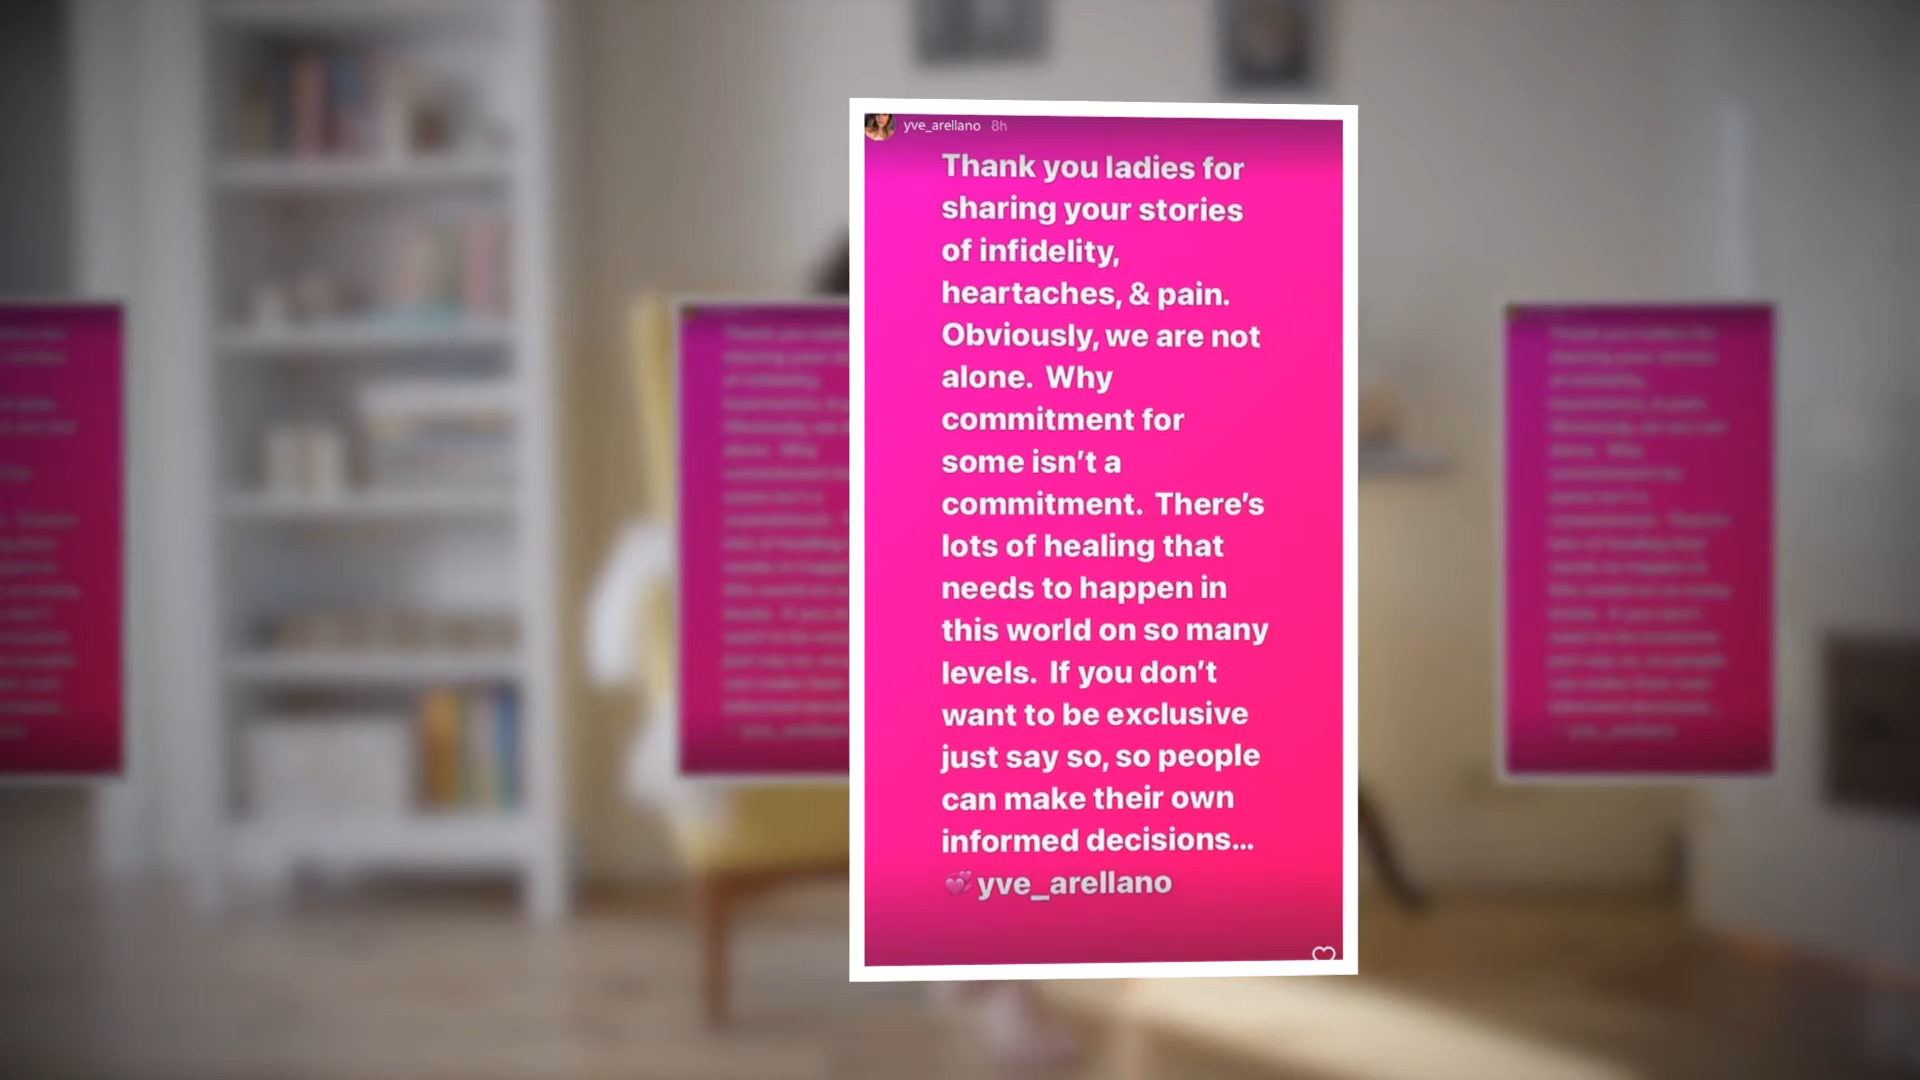 yve_arellano 8h
Thank you ladies for
sharing your stories
of infidelity,
heartaches, & pain.
Obviously, we are not
alone.  Why
commitment for
some isn’t a
commitment.  There’s
lots of healing that
needs to happen in
this world on so many
levels.  If you don’t
want to be exclusive
just say so, so people
can make their own
informed decisions...
💞yve_arellano